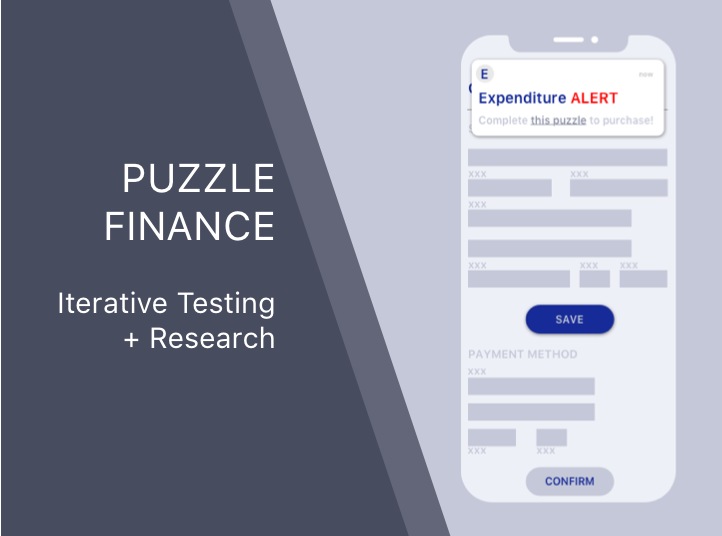 PUZZLE
FINANCE
Iterative Testing
+ Research
E
now
Expenditure ALERT
Complete this puzzle to purchase!
xxx xxx
xxx
xxx xxx xxx
SAVE
PAYMENT METHOD
xxx
xxx xxx
CONFIRM